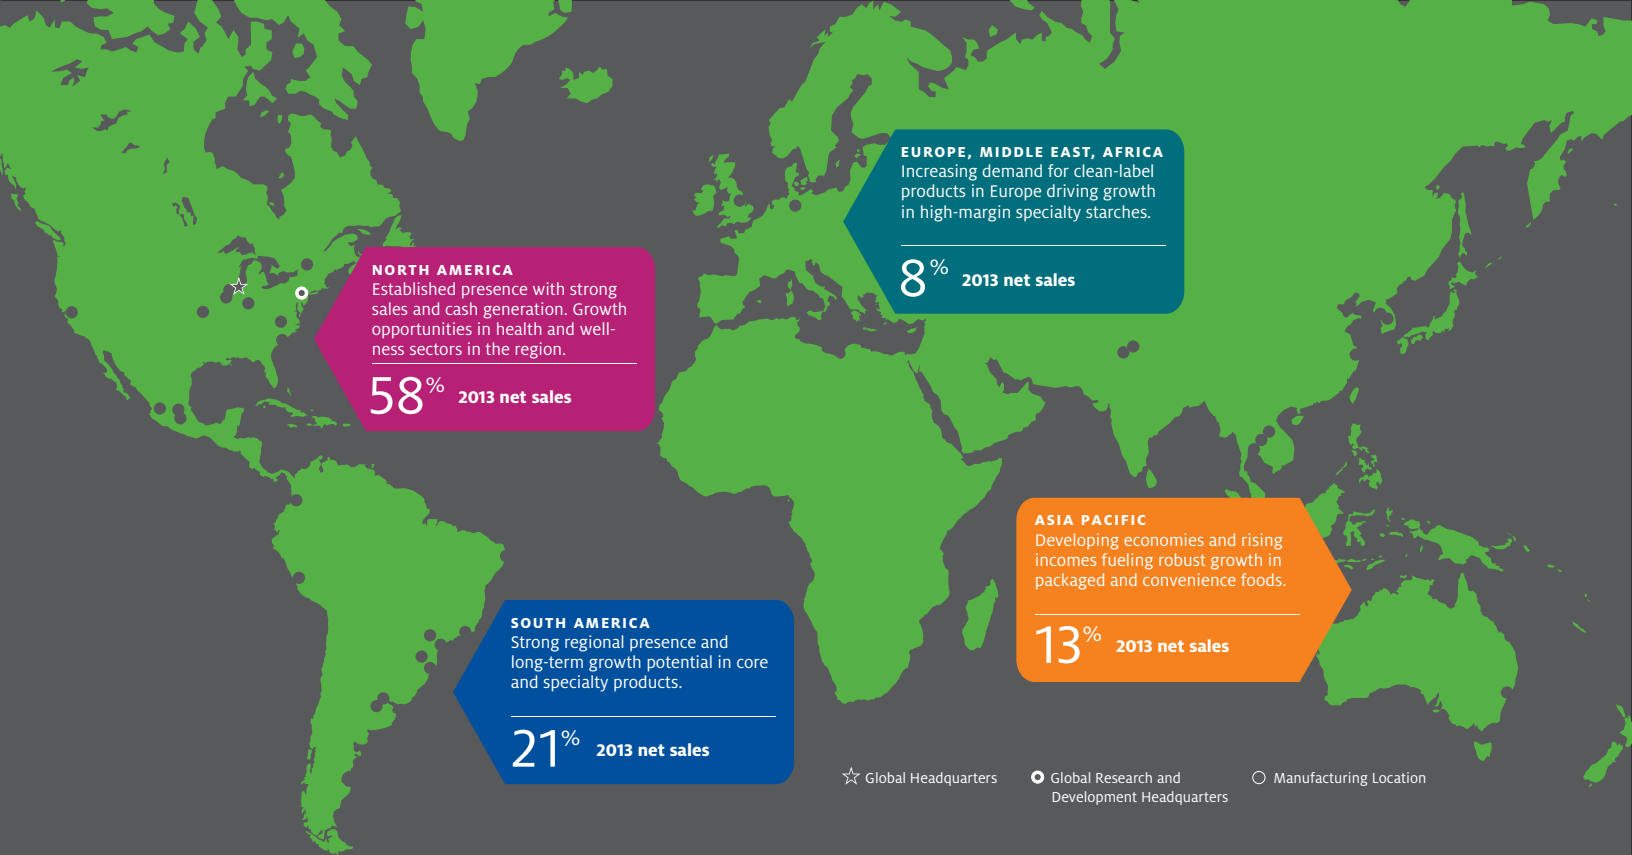 EUROPE, MIDDLE EAST, AFRICA
Increasing demand for clean-label
products in Europe driving growth
in high-margin specialty starches.
8% 2013 net sales
NORTH AMERICA
Established presence with strong
sales and cash generation. Growth
opportunities in health and well-
ness sectors in the region.
58% 2013 net sales
ASIA PACIFIC
Developing economies and rising
incomes fueling robust growth in
packaged and convenience foods.
13% 2013 net sales
SOUTH AMERICA
Strong regional presence and
long-term growth potential in core
and specialty products.
21% 2013 net sales
Global Headquarters
Global Research and
Development Headquarters
Manufacturing Location